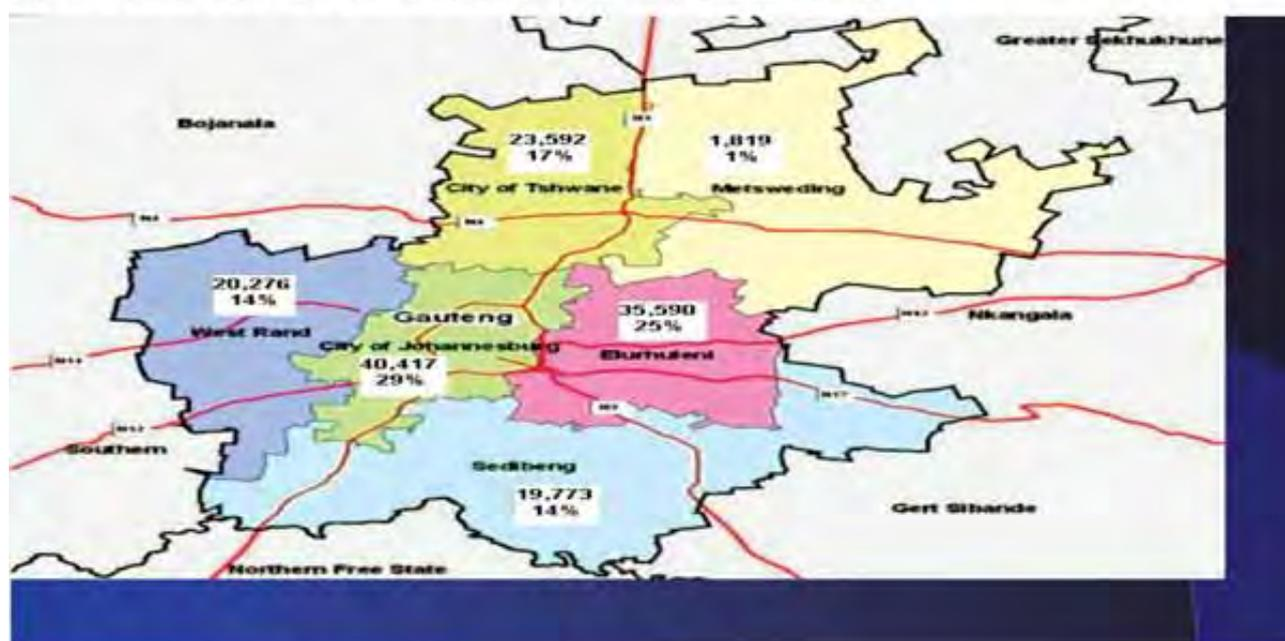 Greater Sekhukhune
Bojanala
23,592
17%
City of Tshwane
1,819
1%
Metsweding
20,276
14%
West Rand
Gauteng
City of Johannesburg
40,417
29%
35,590
25%
Ekurhuleni
Nkangala
N17
N12
Southern
Sedibeng
19,773
14%
Gert Sibande
Northern Free State